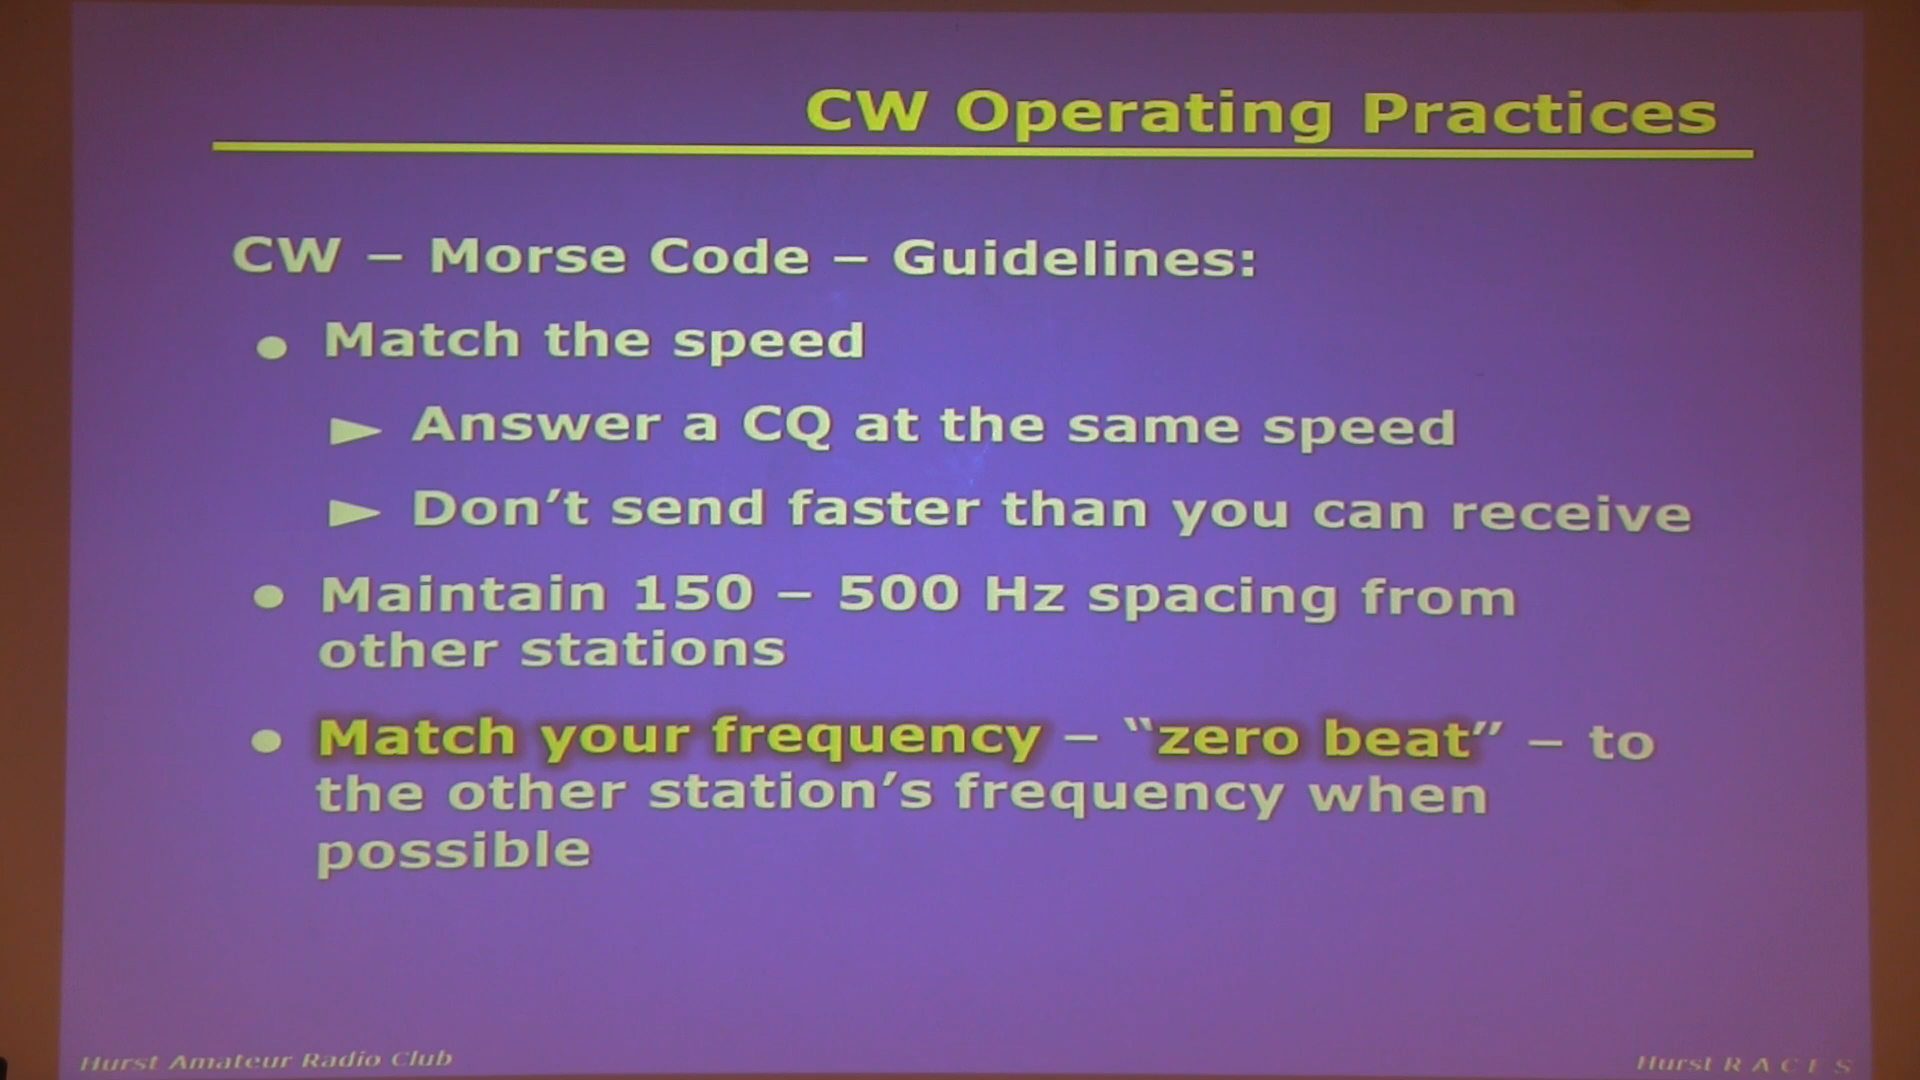 CW Operating Practices
CW – Morse Code – Guidelines:
● Match the speed
► Answer a CQ at the same speed
► Don’t send faster than you can receive
● Maintain 150 – 500 Hz spacing from
other stations
● Match your frequency – “zero beat” – to
the other station’s frequency when
possible
Hurst Amateur Radio Club
Hurst R A C E S